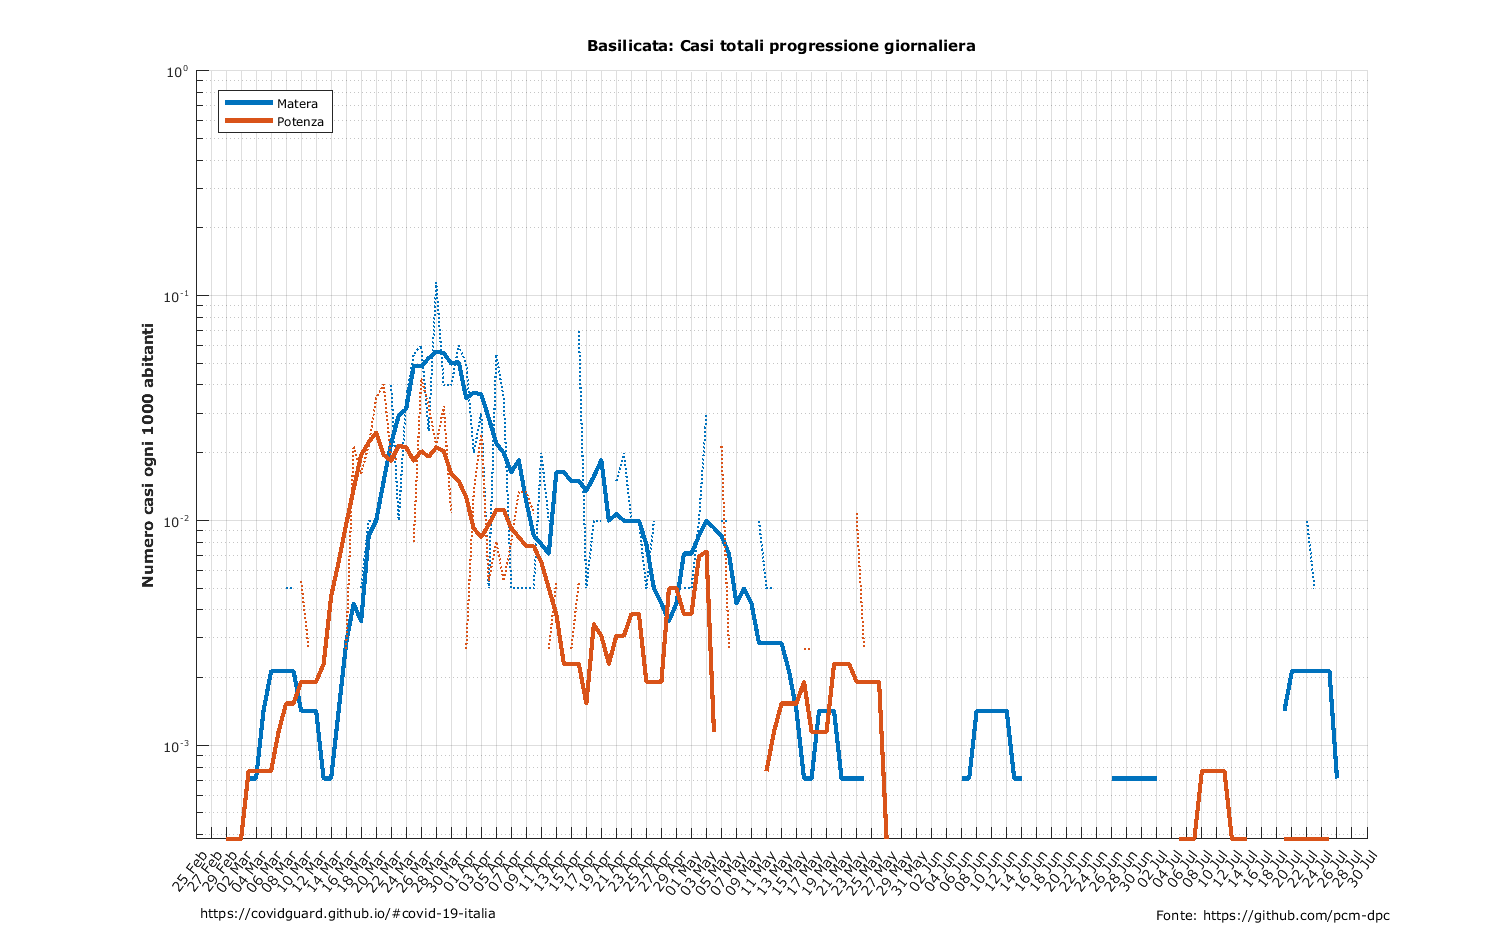 Basilicata: Casi totali progressione giornaliera
Numero casi ogni 1000 abitanti
10⁰
10⁻¹
10⁻²
10⁻³
Matera
Potenza
25 Feb
27 Feb
29 Feb
02 Mar
04 Mar
06 Mar
08 Mar
10 Mar
12 Mar
14 Mar
16 Mar
18 Mar
20 Mar
22 Mar
24 Mar
26 Mar
28 Mar
30 Mar
01 Apr
03 Apr
05 Apr
07 Apr
09 Apr
11 Apr
13 Apr
15 Apr
17 Apr
19 Apr
21 Apr
23 Apr
25 Apr
27 Apr
29 Apr
01 May
03 May
05 May
07 May
09 May
11 May
13 May
15 May
17 May
19 May
21 May
23 May
25 May
27 May
29 May
31 May
02 Jun
04 Jun
06 Jun
08 Jun
10 Jun
12 Jun
14 Jun
16 Jun
18 Jun
20 Jun
22 Jun
24 Jun
26 Jun
28 Jun
30 Jun
02 Jul
04 Jul
06 Jul
08 Jul
10 Jul
12 Jul
14 Jul
16 Jul
18 Jul
20 Jul
22 Jul
24 Jul
26 Jul
28 Jul
30 Jul
https://covidguard.github.io/#covid-19-italia
Fonte: https://github.com/pcm-dpc